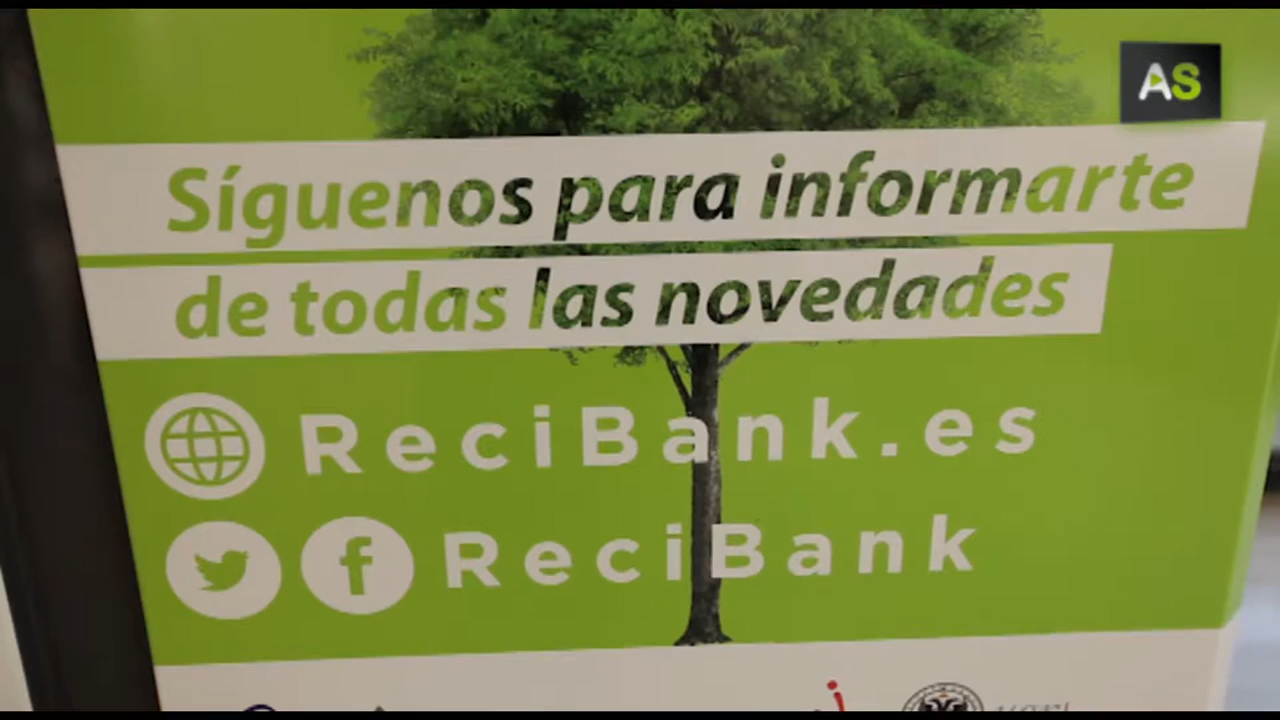 AS
Síguenos para informarte
de todas las novedades
ReciBank.es
ReciBank